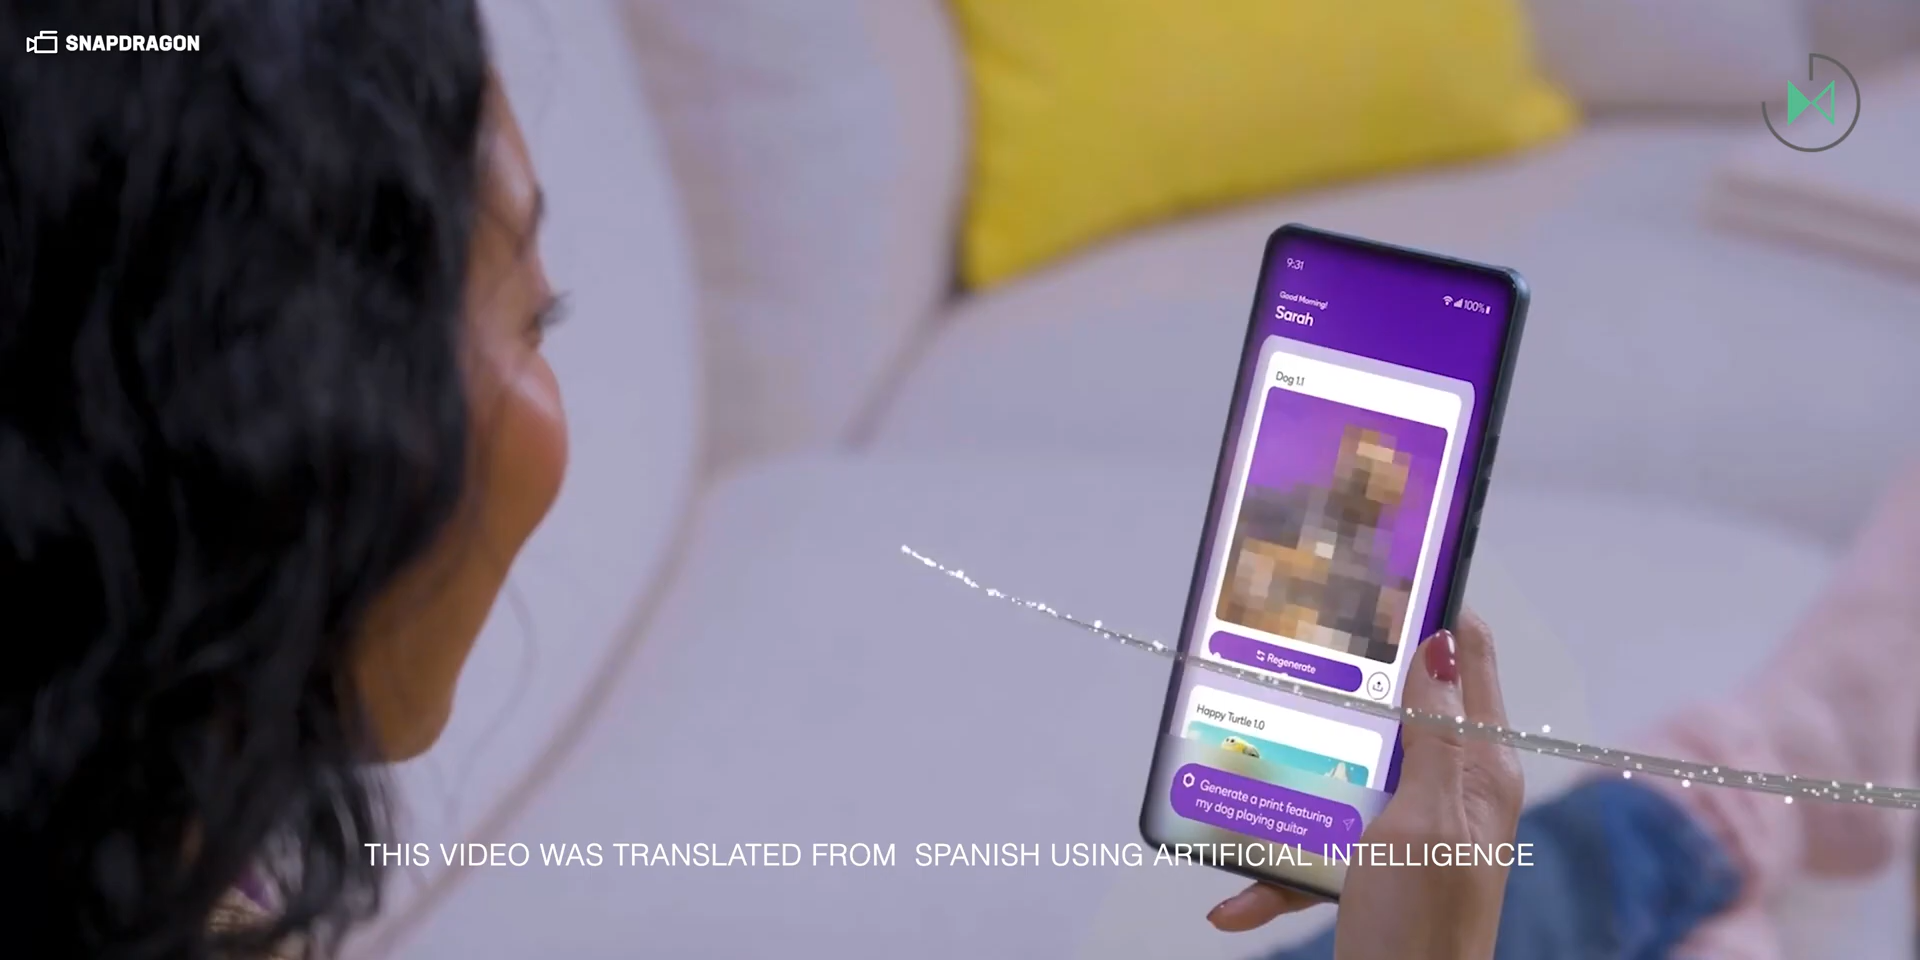 SNAPDRAGON
9:31
100%
Good Morning!
Sarah
Dog 1.1
Regenerate
Happy Turtle 1.0
Generate a print featuring
my dog playing guitar
THIS VIDEO WAS TRANSLATED FROM  SPANISH USING ARTIFICIAL INTELLIGENCE